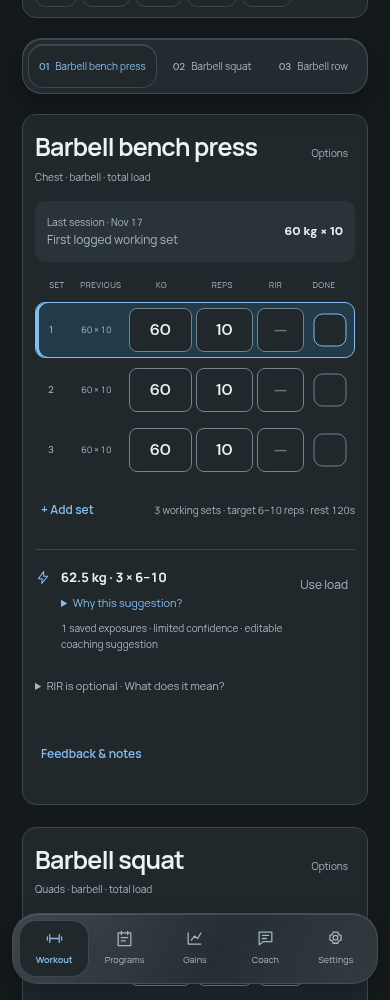 01 Barbell bench press 02 Barbell squat 03 Barbell row
Barbell bench press Options
Chest · barbell · total load
Last session · Nov 17
First logged working set
60 kg × 10
SET PREVIOUS KG REPS RIR DONE
1 60 × 10 60 10 —
2 60 × 10 60 10 —
3 60 × 10 60 10 —
+ Add set 3 working sets · target 6–10 reps · rest 120s
62.5 kg · 3 × 6–10
Use load
▶ Why this suggestion?
1 saved exposures · limited confidence · editable
coaching suggestion
▶ RIR is optional · What does it mean?
Feedback & notes
Barbell squat Options
Quads · barbell · total load
Workout Programs Gains Coach Settings